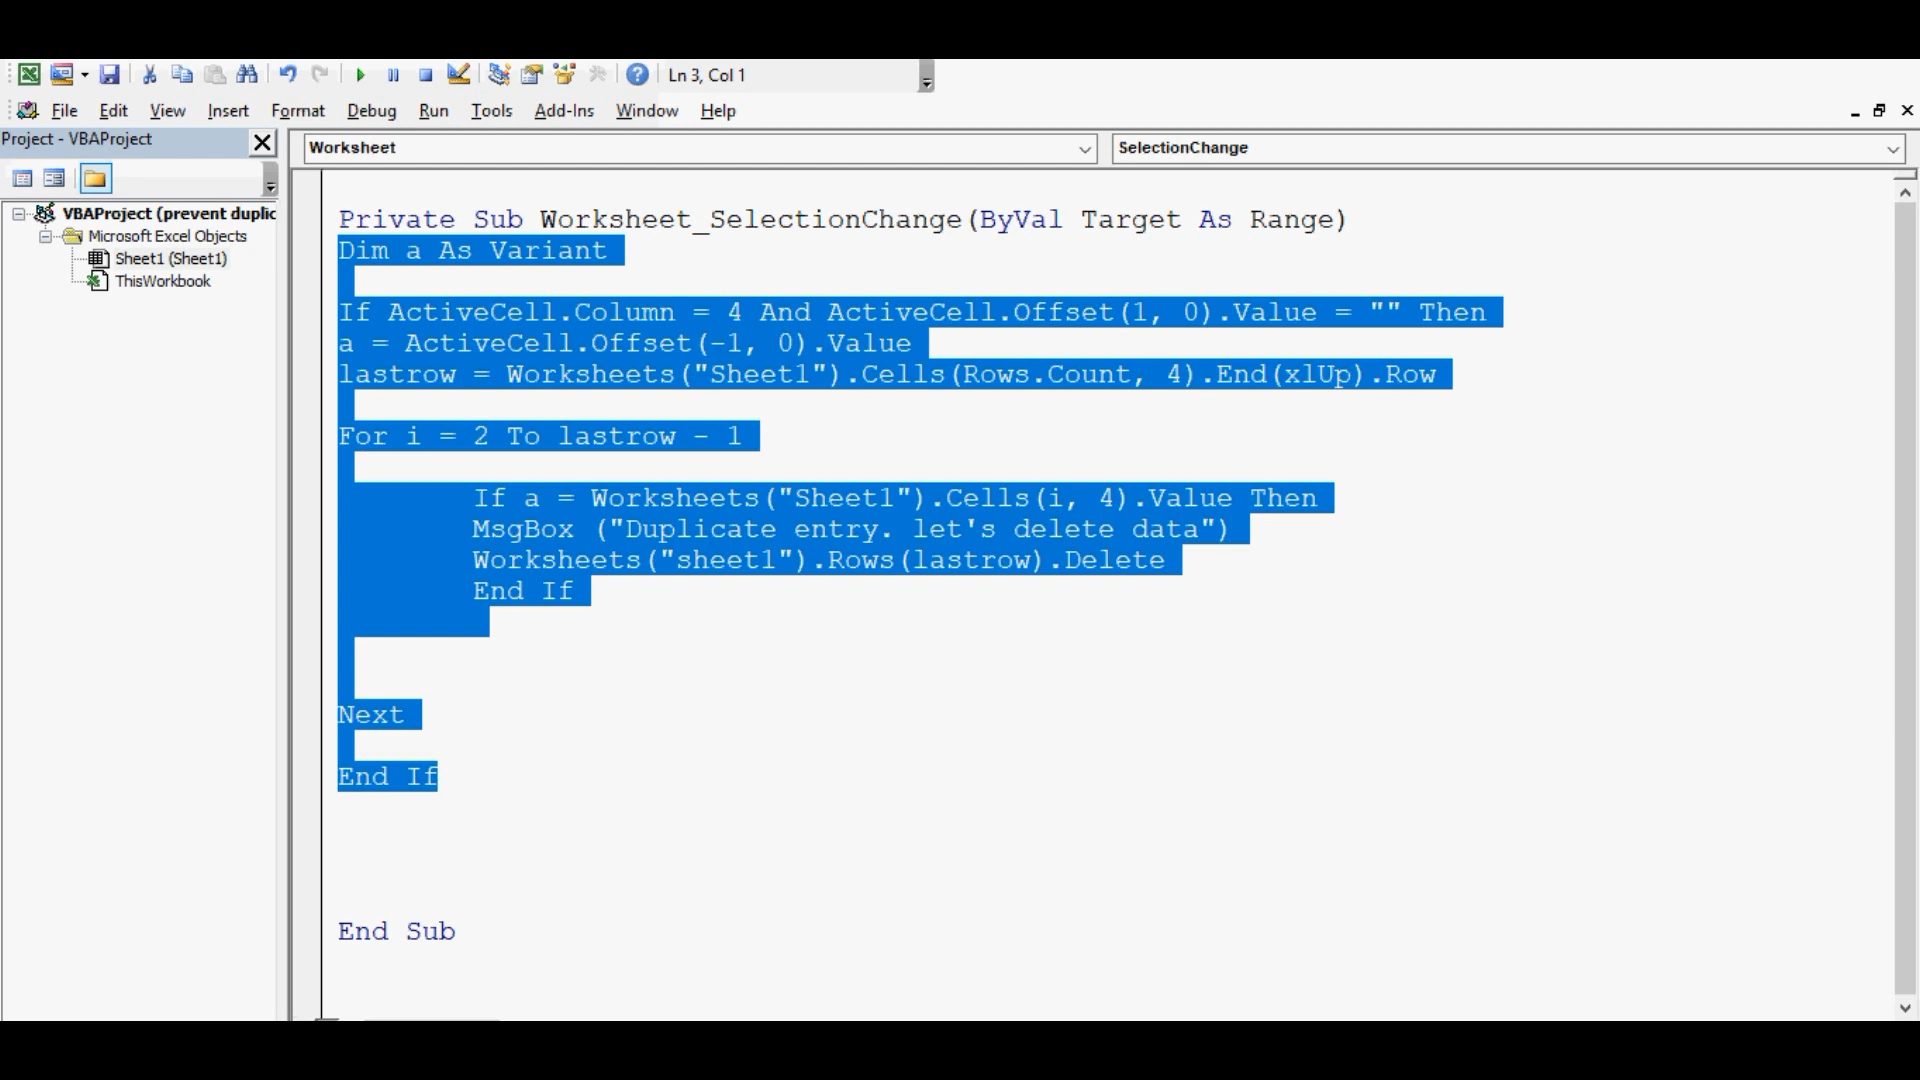 Ln 3, Col 1
File Edit View Insert Format Debug Run Tools Add-Ins Window Help
Project - VBAProject
Worksheet
SelectionChange
VBAProject (prevent duplic
Microsoft Excel Objects
Sheet1 (Sheet1)
ThisWorkbook
Private Sub Worksheet_SelectionChange(ByVal Target As Range)
Dim a As Variant
If ActiveCell.Column = 4 And ActiveCell.Offset(1, 0).Value = "" Then
a = ActiveCell.Offset(-1, 0).Value
lastrow = Worksheets("Sheet1").Cells(Rows.Count, 4).End(xlUp).Row
For i = 2 To lastrow - 1
If a = Worksheets("Sheet1").Cells(i, 4).Value Then
MsgBox ("Duplicate entry. let's delete data")
Worksheets("sheet1").Rows(lastrow).Delete
End If
Next
End If
End Sub